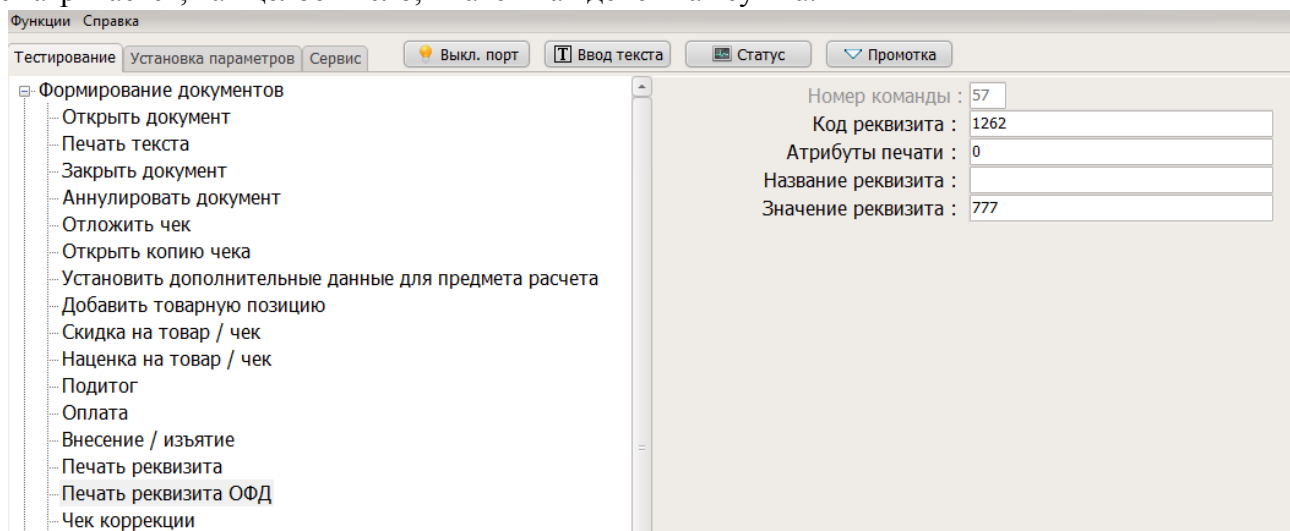 Функции Справка
Тестирование Установка параметров Сервис Выкл. порт T Ввод текста Статус Промотка
Формирование документов
Открыть документ
Печать текста
Закрыть документ
Аннулировать документ
Отложить чек
Открыть копию чека
Установить дополнительные данные для предмета расчета
Добавить товарную позицию
Скидка на товар / чек
Наценка на товар / чек
Подитог
Оплата
Внесение / изъятие
Печать реквизита
Печать реквизита ОФД
Чек коррекции
Номер команды : 57
Код реквизита : 1262
Атрибуты печати : 0
Название реквизита :
Значение реквизита : 777